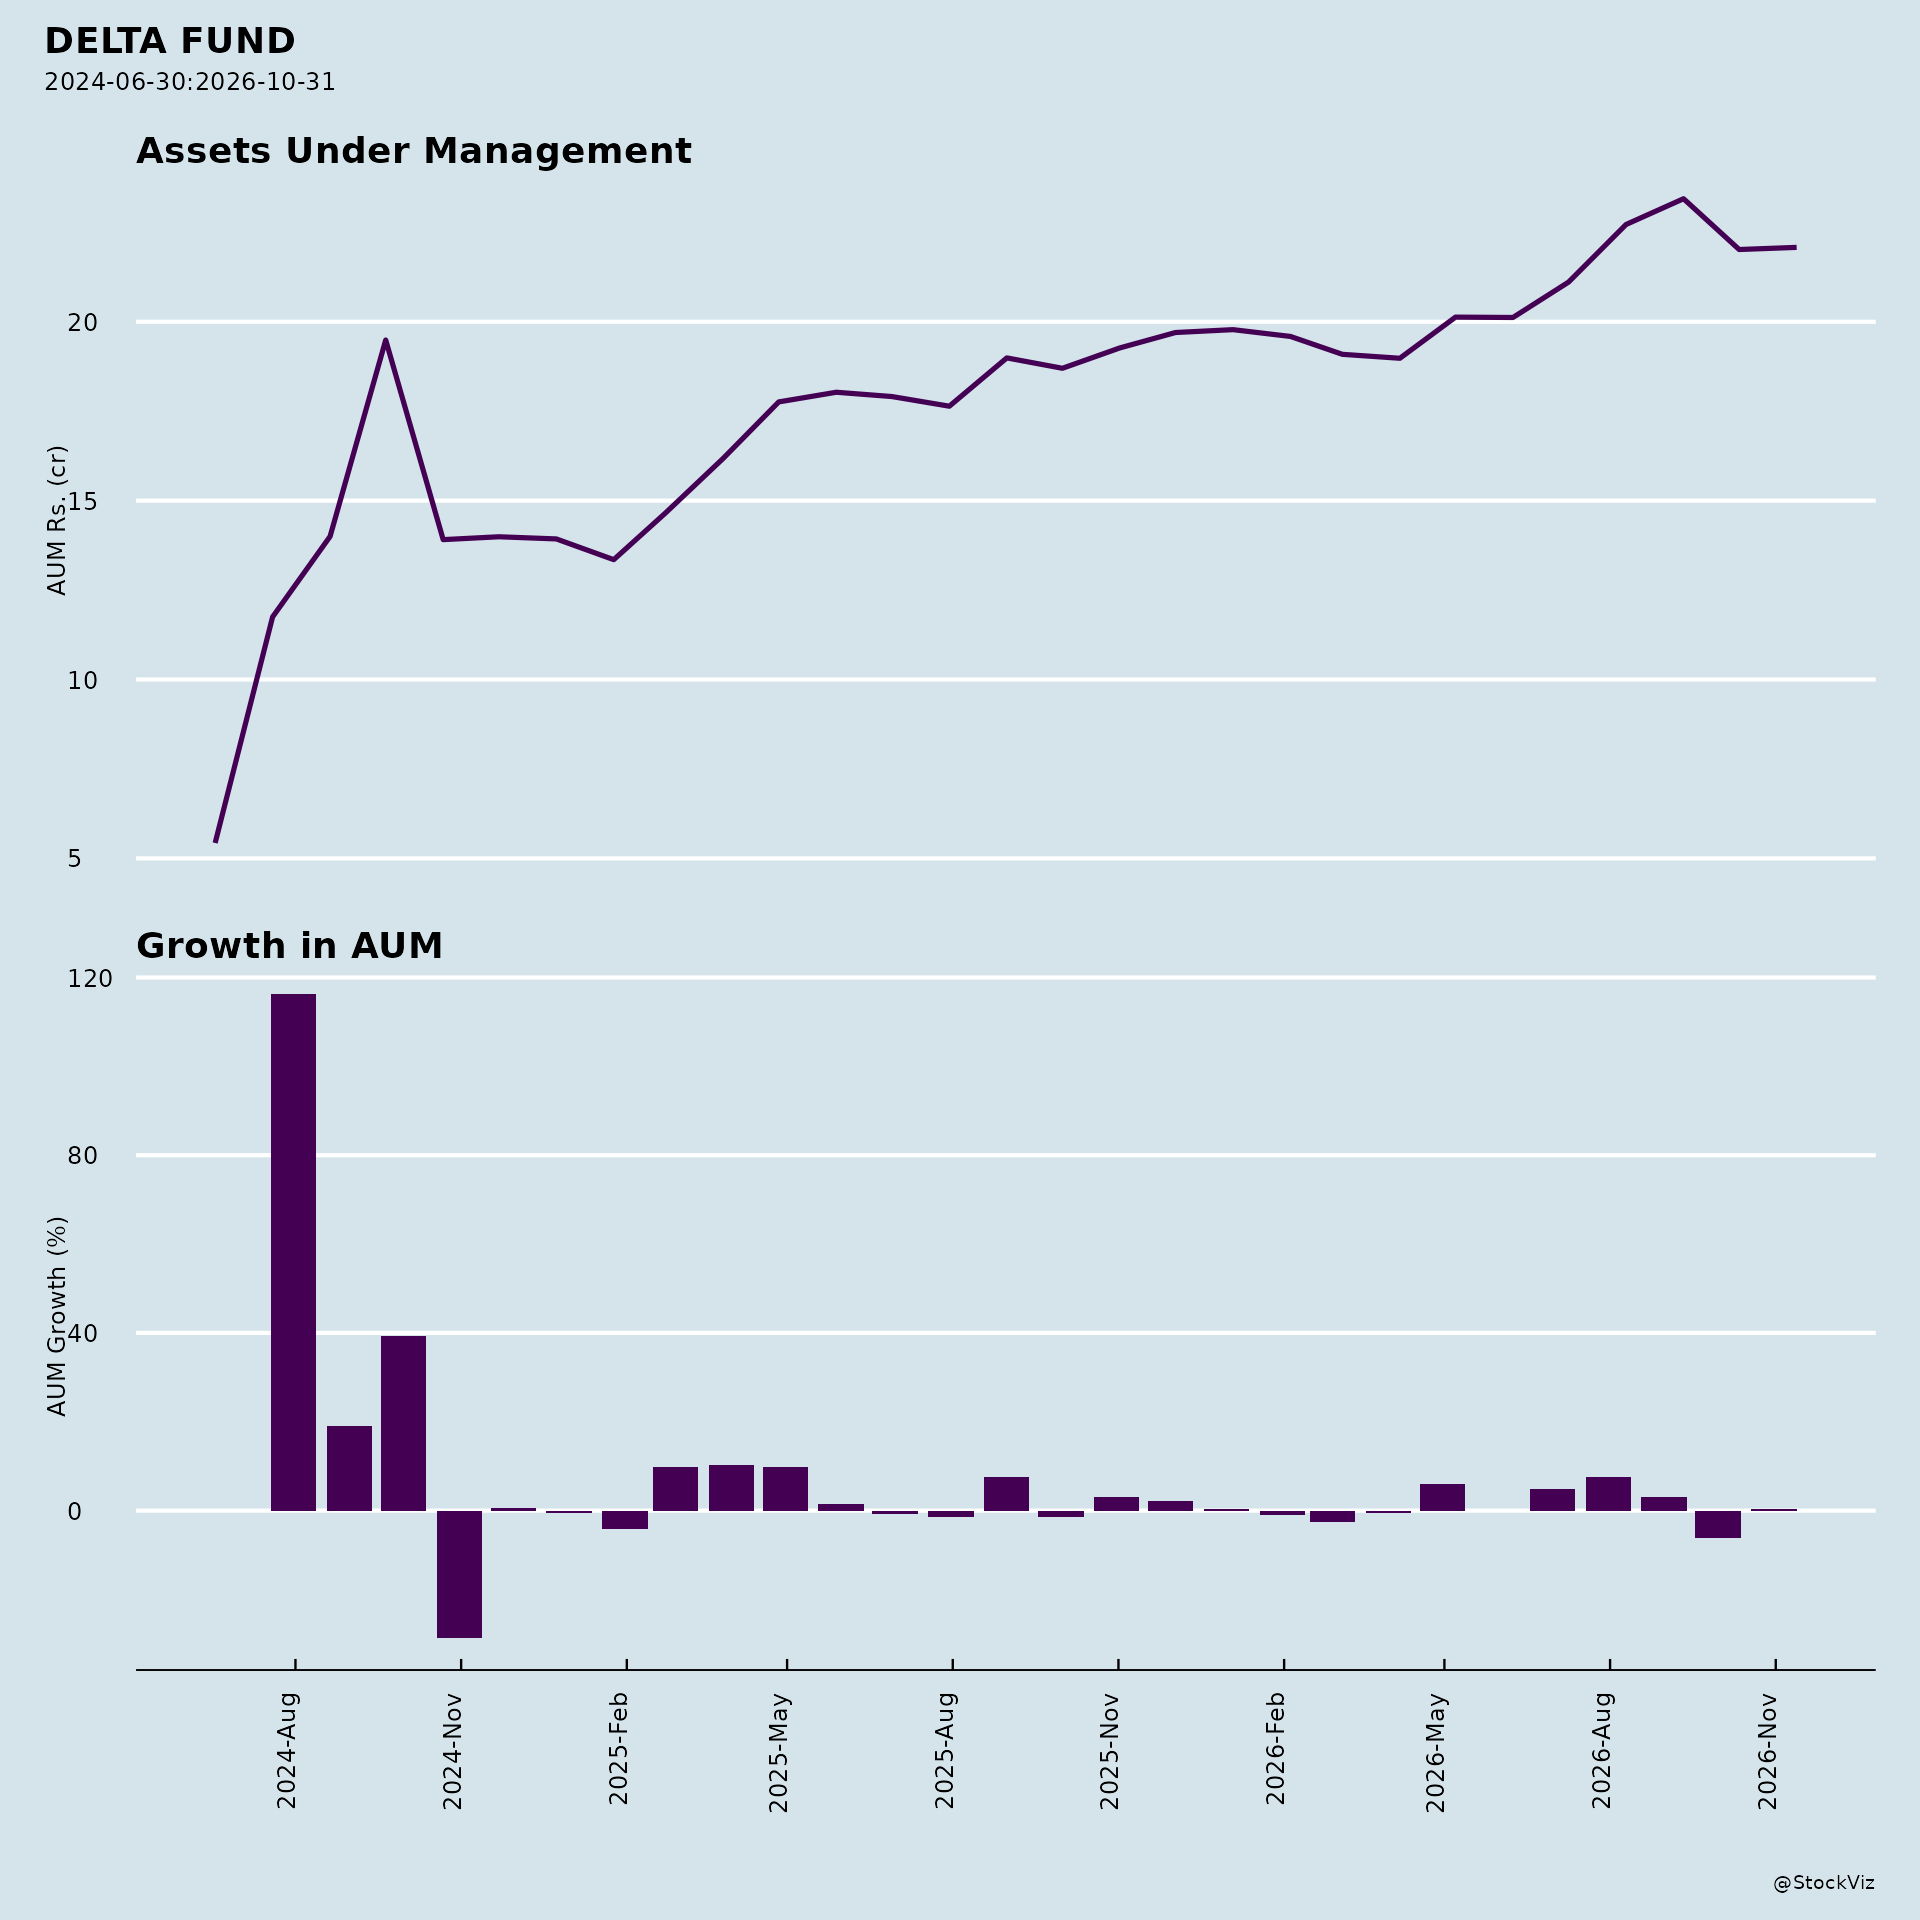 DELTA FUND
2024-06-30:2026-10-31
Assets Under Management
AUM Rs. (cr)
20
15
10
5
Growth in AUM
AUM Growth (%)
120
80
40
0
2024-Aug
2024-Nov
2025-Feb
2025-May
2025-Aug
2025-Nov
2026-Feb
2026-May
2026-Aug
2026-Nov
@StockViz